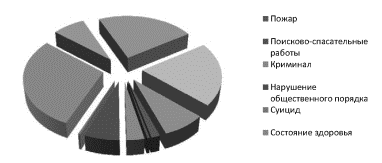 Пожар
Поисково-спасательные
работы
Криминал
Нарушение
общественного порядка
Суицид
Состояние здоровья